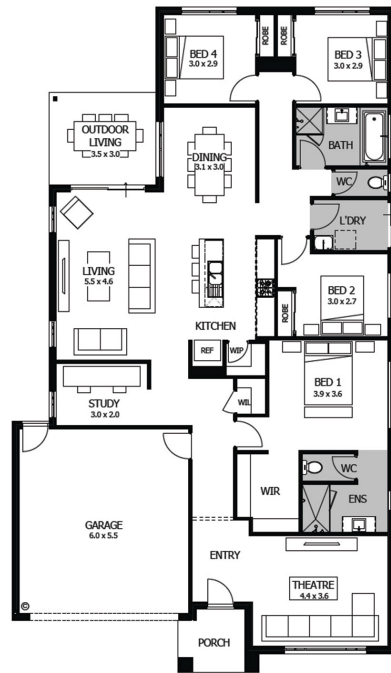 BED 4
3.0 x 2.9
ROBE
ROBE
BED 3
3.0 x 2.9
OUTDOOR
LIVING
3.5 x 3.0
DINING
3.1 x 3.0
BATH
WC
L'DRY
LIVING
5.5 x 4.6
BED 2
3.0 x 2.7
ROBE
KITCHEN
REF
WIP
BED 1
3.9 x 3.6
STUDY
3.0 x 2.0
WIL
WC
WIR
ENS
GARAGE
6.0 x 5.5
ENTRY
THEATRE
4.4 x 3.6
©
PORCH